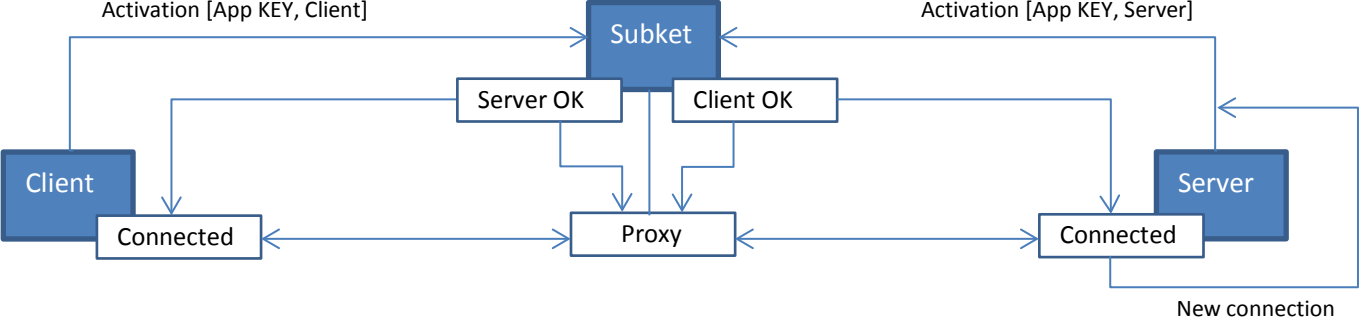 Activation [App KEY, Client]
Activation [App KEY, Server]
Subket
Server OK
Client OK
Client
Server
Connected
Proxy
Connected
New connection